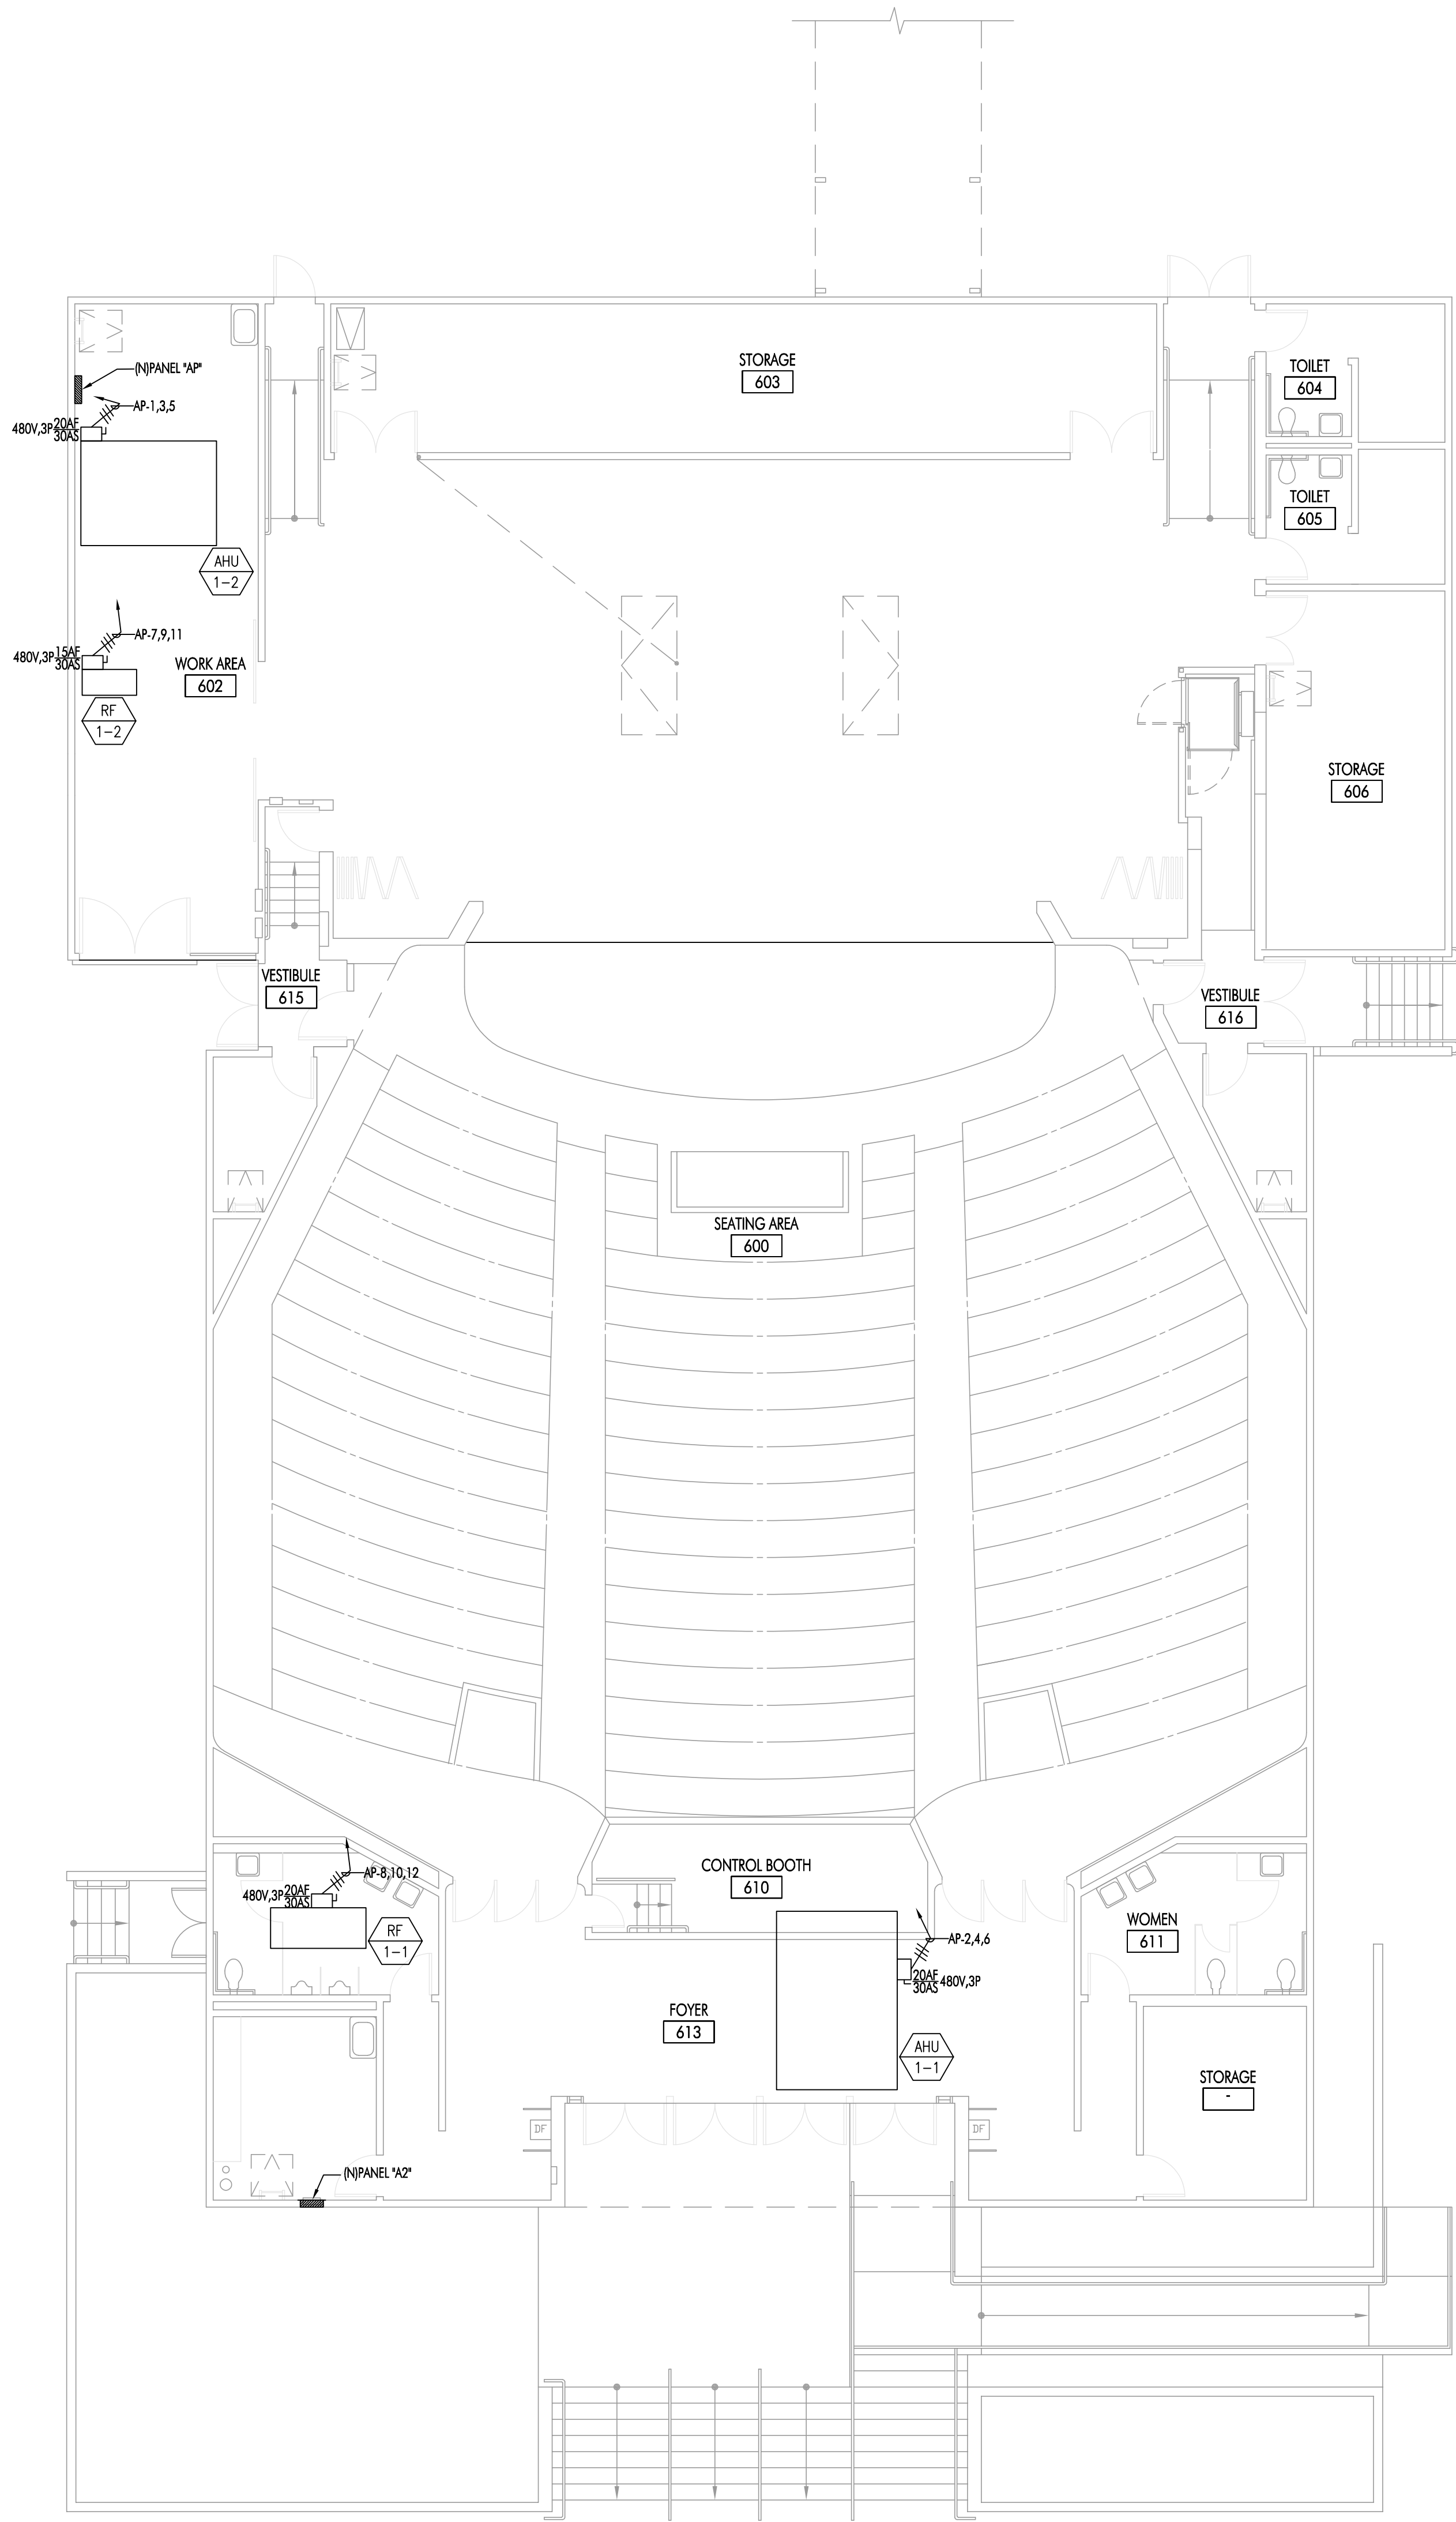 STORAGE
603
TOILET
604
(N)PANEL "AP"
AP-1,3,5
480V,3P 20AF
30AS
TOILET
605
AHU
1-2
AP-7,9,11
480V,3P 15AF
30AS
WORK AREA
602
RF
1-2
STORAGE
606
VESTIBULE
615
VESTIBULE
616
SEATING AREA
600
CONTROL BOOTH
610
AP-8,10,12
480V,3P 20AF
30AS
RF
1-1
WOMEN
611
AP-2,4,6
20AF 480V,3P
30AS
FOYER
613
AHU
1-1
STORAGE
-
DF
DF
(N)PANEL "A2"